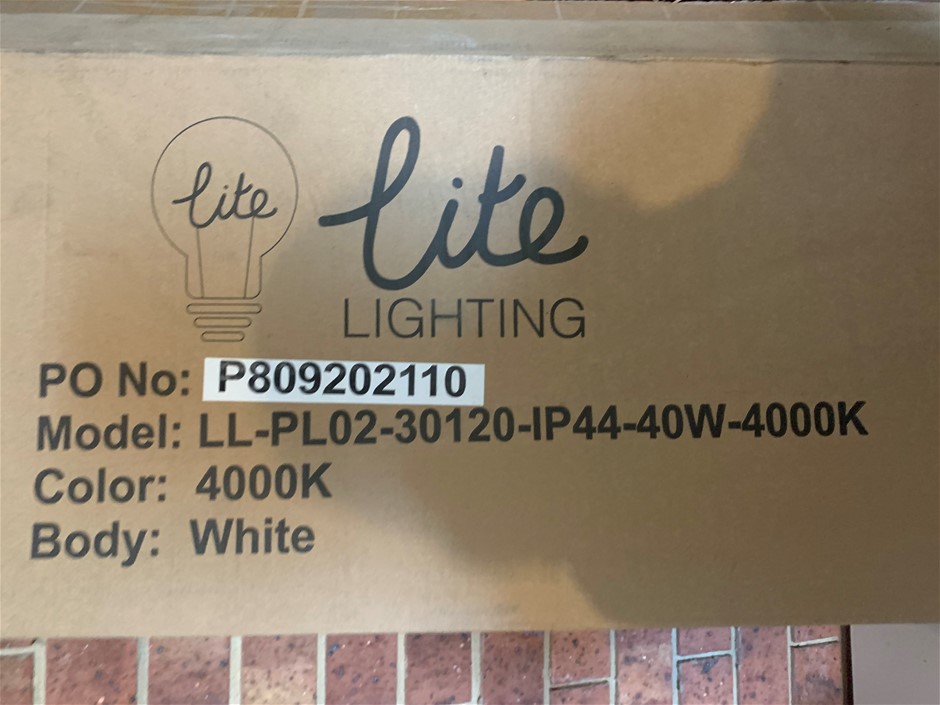 lite
lite
LIGHTING
PO No: P809202110
Model: LL-PL02-30120-IP44-40W-4000K
Color: 4000K
Body: White